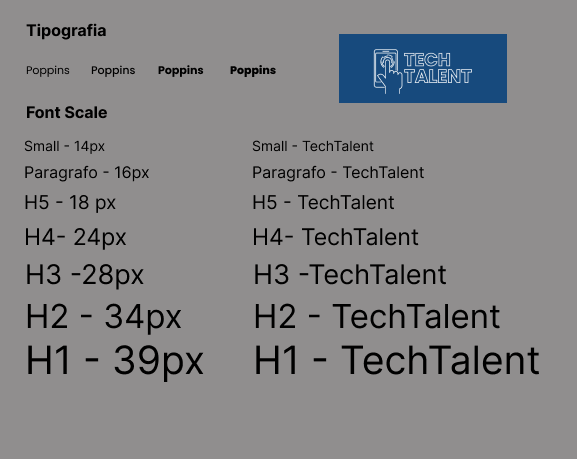 Tipografia
Poppins Poppins Poppins Poppins
TECH
TALENT
Font Scale
Small - 14px
Paragrafo - 16px
H5 - 18 px
H4- 24px
H3 -28px
H2 - 34px
H1 - 39px
Small - TechTalent
Paragrafo - TechTalent
H5 - TechTalent
H4- TechTalent
H3 -TechTalent
H2 - TechTalent
H1 - TechTalent